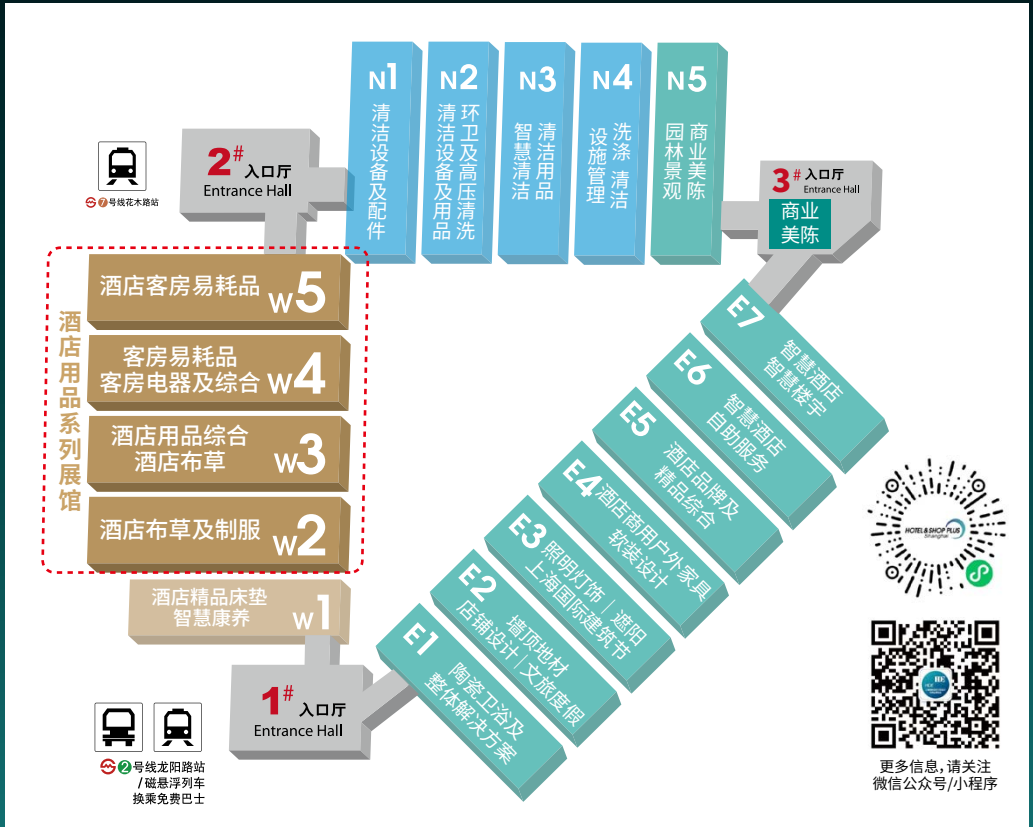 N1
清洁设备及配件
N2
环卫及高压清洗
清洁设备及用品
N3
清洁用品
智慧清洁
N4
洗涤 清洁
设施管理
N5
商业美陈
园林景观
2#入口厅
Entrance Hall
7号线花木路站
3#入口厅
Entrance Hall
商业
美陈
酒店用品系列展馆
酒店客房易耗品 W5
客房易耗品
客房电器及综合 W4
酒店用品综合
酒店布草
W3
酒店布草及制服 W2
酒店精品床垫
智慧康养
W1
E7
智慧酒店
智慧楼宇
E6
智慧酒店
自助服务
E5
酒店品牌及
精品综合
E4
酒店商用户外家具
软装设计
E3
照明灯饰｜遮阳
上海国际建筑节
E2
墙顶地材
店铺设计｜文旅度假
E1
陶瓷卫浴及
整体解决方案
1#入口厅
Entrance Hall
2号线龙阳路站
/磁悬浮列车
换乘免费巴士
HOTEL & SHOP PLUS
Shanghai
更多信息,请关注
微信公众号/小程序